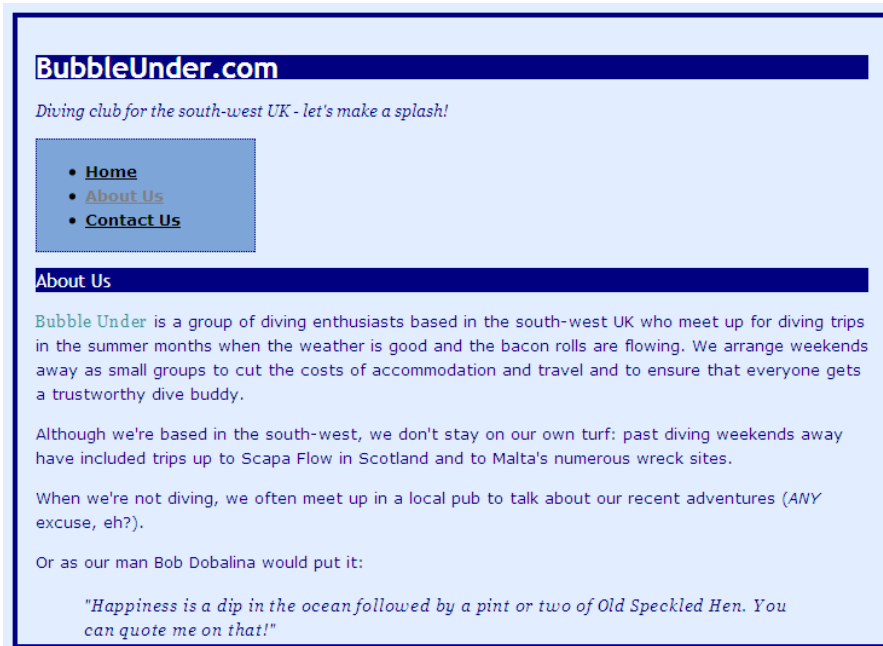 BubbleUnder.com
Diving club for the south-west UK - let's make a splash!
Home
About Us
Contact Us
About Us
Bubble Under is a group of diving enthusiasts based in the south-west UK who meet up for diving trips
in the summer months when the weather is good and the bacon rolls are flowing. We arrange weekends
away as small groups to cut the costs of accommodation and travel and to ensure that everyone gets
a trustworthy dive buddy.
Although we're based in the south-west, we don't stay on our own turf: past diving weekends away
have included trips up to Scapa Flow in Scotland and to Malta's numerous wreck sites.
When we're not diving, we often meet up in a local pub to talk about our recent adventures (ANY
excuse, eh?).
Or as our man Bob Dobalina would put it:
"Happiness is a dip in the ocean followed by a pint or two of Old Speckled Hen. You
can quote me on that!"